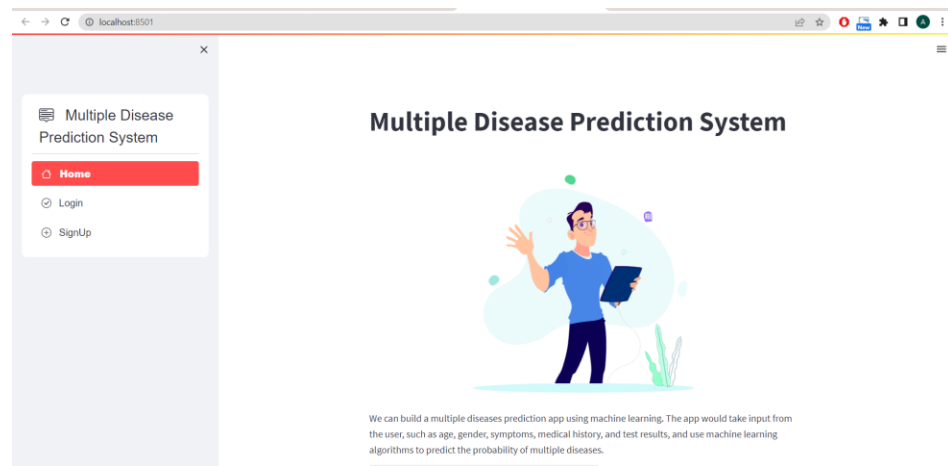 localhost:8501
New
A
Multiple Disease
Prediction System
Home
Login
SignUp
Multiple Disease Prediction System
We can build a multiple diseases prediction app using machine learning. The app would take input from
the user, such as age, gender, symptoms, medical history, and test results, and use machine learning
algorithms to predict the probability of multiple diseases.